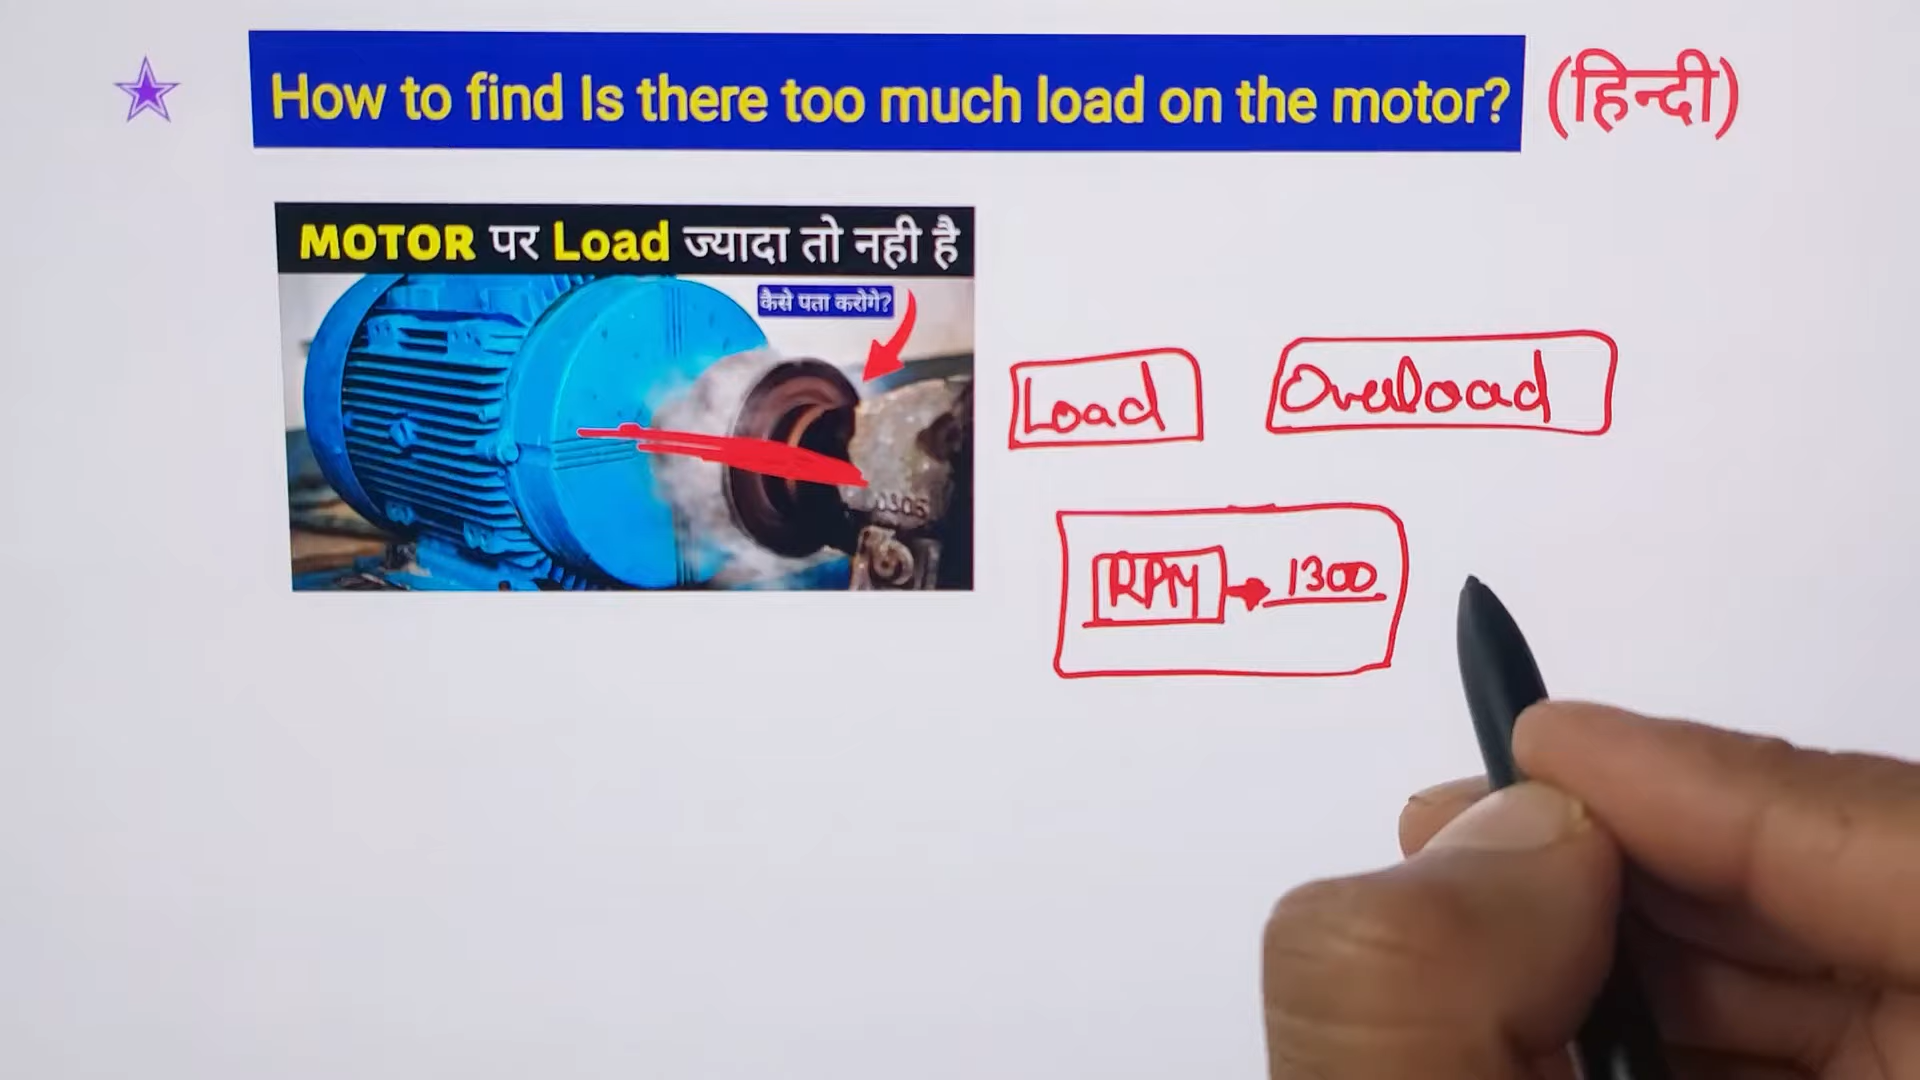 How to find Is there too much load on the motor? (हिन्दी)
MOTOR पर Load ज्यादा तो नही है
कैसे पता करोगे?
Load
Overload
RPM → 1300
0306